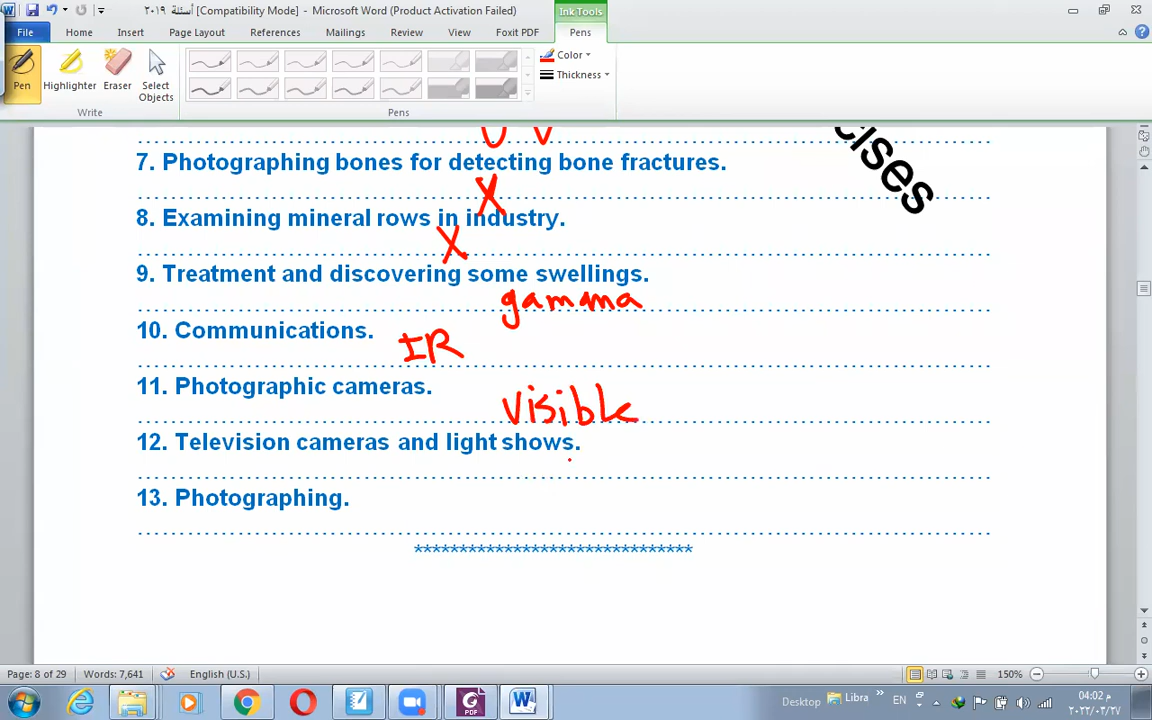 أسئلة ٢٠١٩ [Compatibility Mode] - Microsoft Word (Product Activation Failed)
Ink Tools
File Home Insert Page Layout References Mailings Review View Foxit PDF Pens
Pen Highlighter Eraser Select Objects
Color
Thickness
Write Pens
cises
U V
7. Photographing bones for detecting bone fractures.
X
8. Examining mineral rows in industry.
X
9. Treatment and discovering some swellings.
gamma
10. Communications.
IR
11. Photographic cameras.
visible
12. Television cameras and light shows.
13. Photographing.
******************************
Page: 8 of 29 Words: 7,641 English (U.S.) 150%
Desktop Libra » EN
04:02 م
٢٠٢٢/٠٣/٢٧